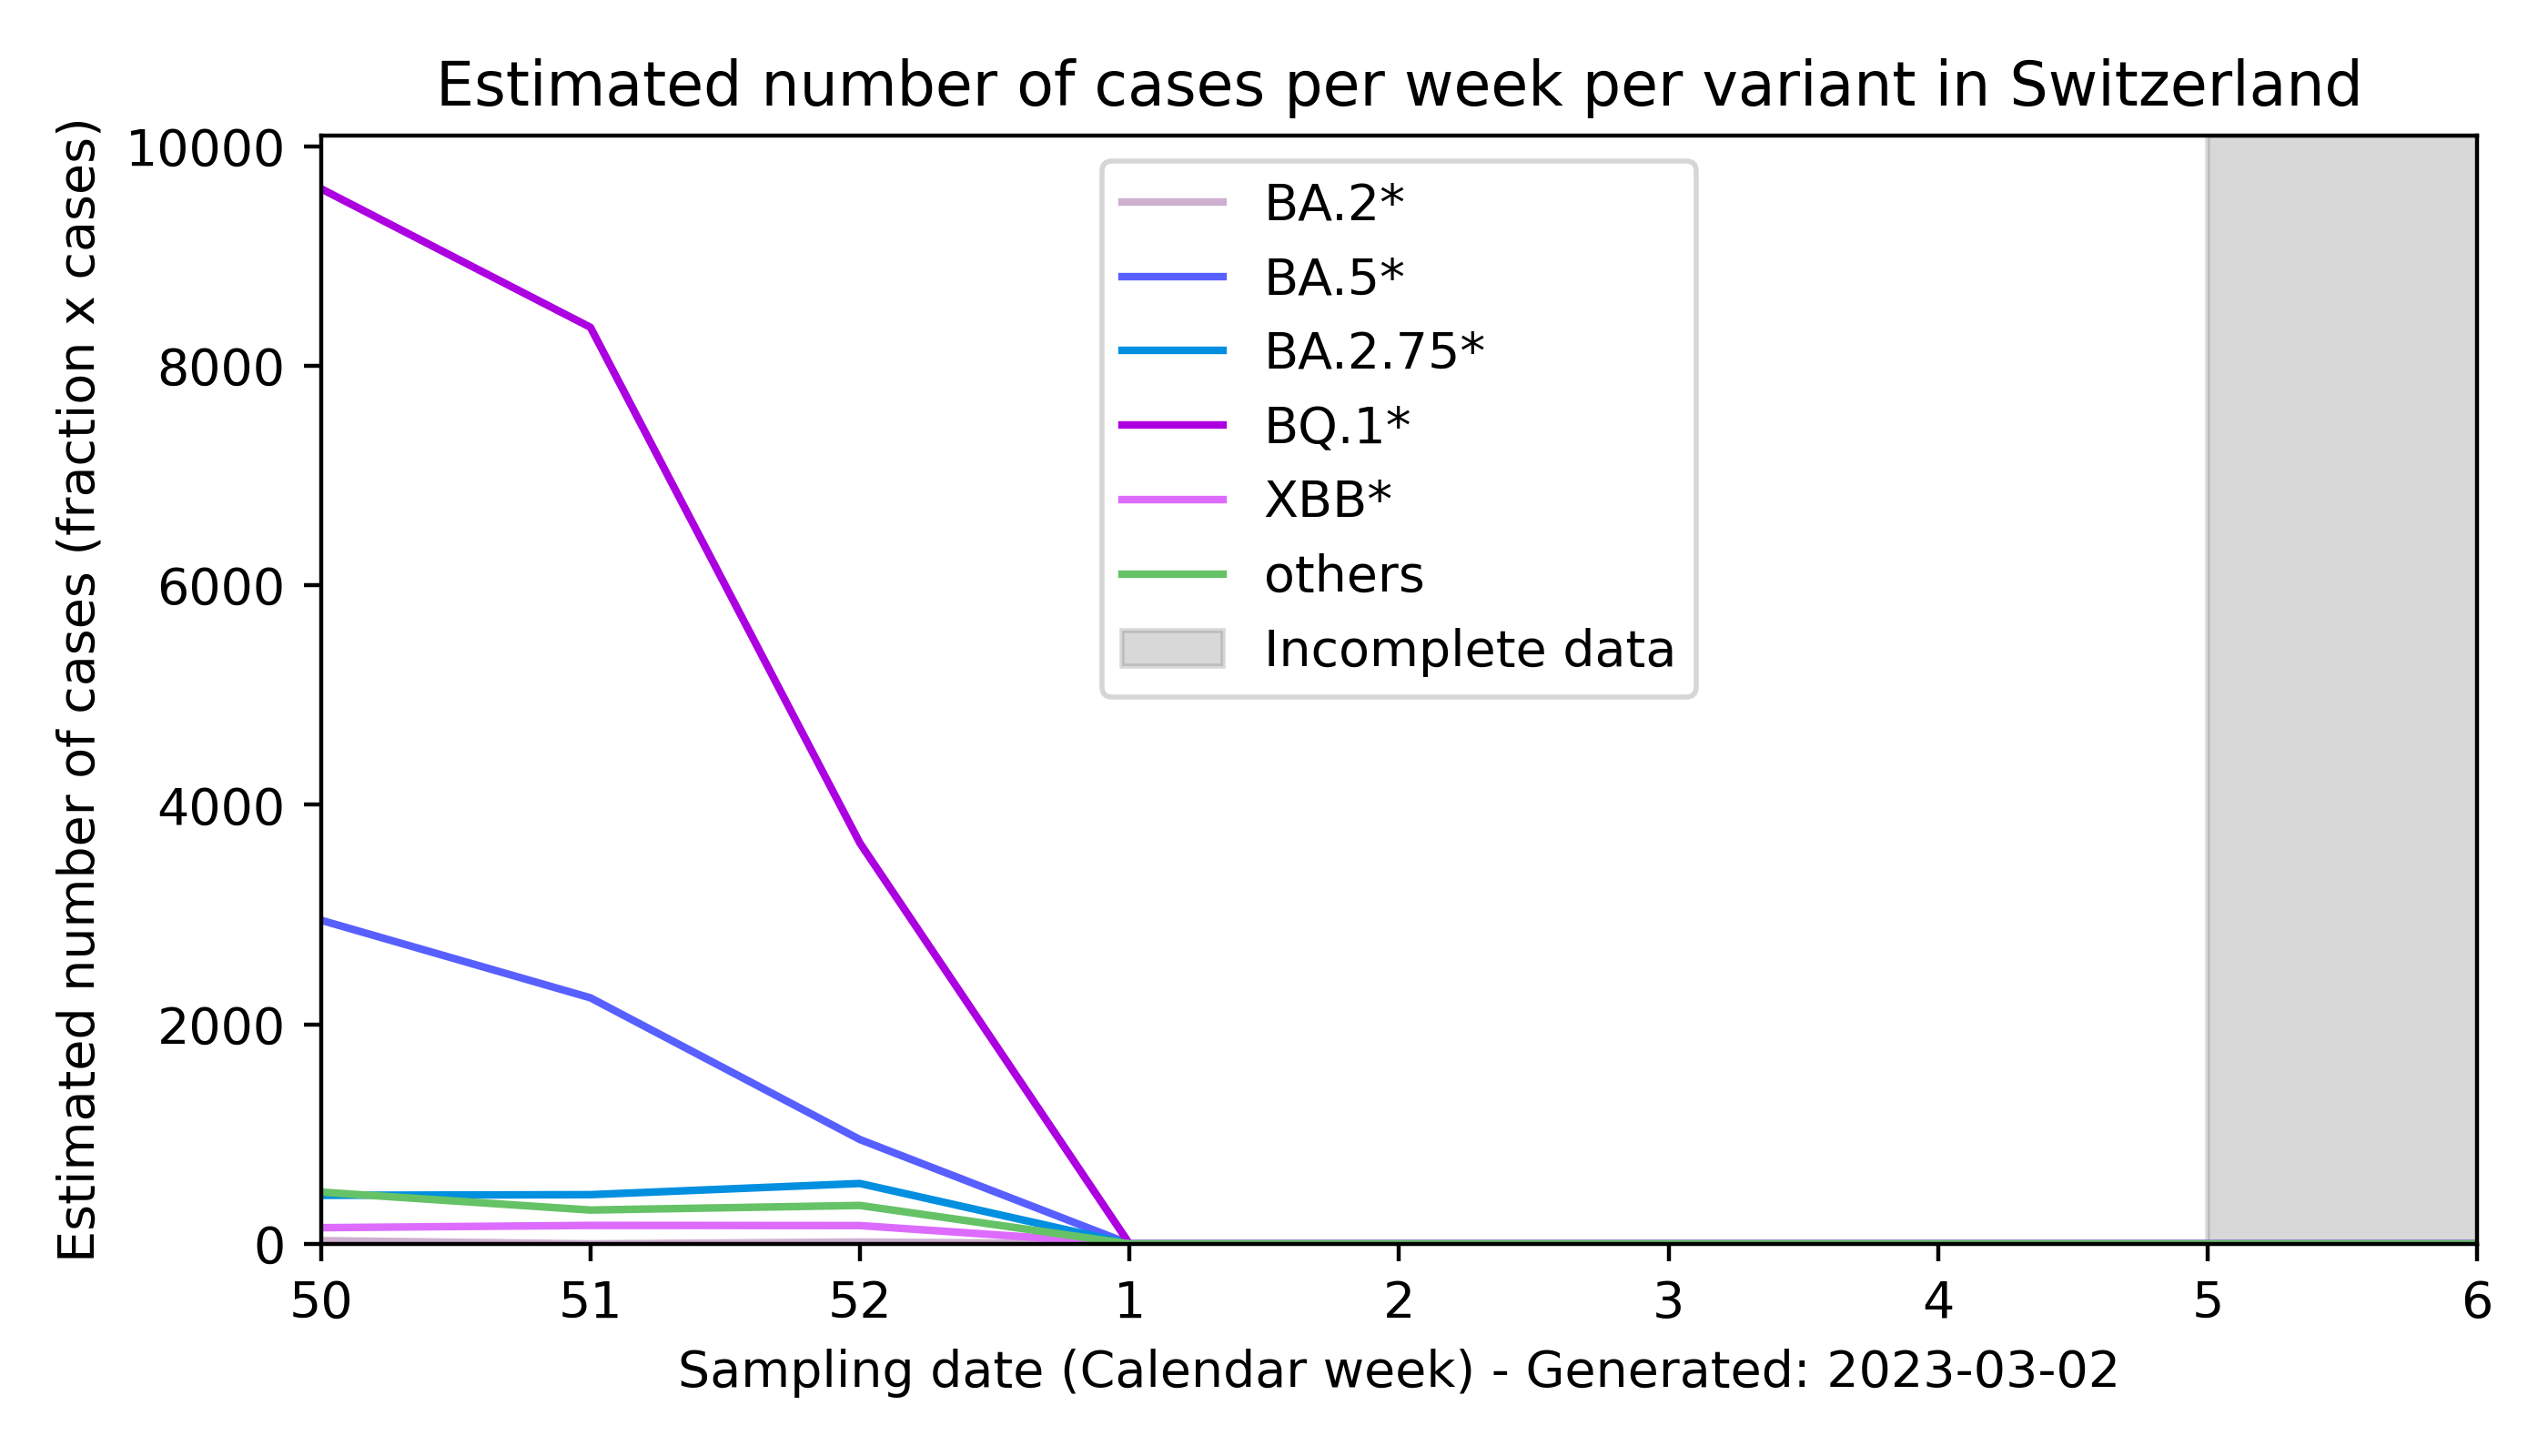 Estimated number of cases per week per variant in Switzerland
Estimated number of cases (fraction x cases)
10000
8000
6000
4000
2000
0
BA.2*
BA.5*
BA.2.75*
BQ.1*
XBB*
others
Incomplete data
50 51 52 1 2 3 4 5 6
Sampling date (Calendar week) - Generated: 2023-03-02